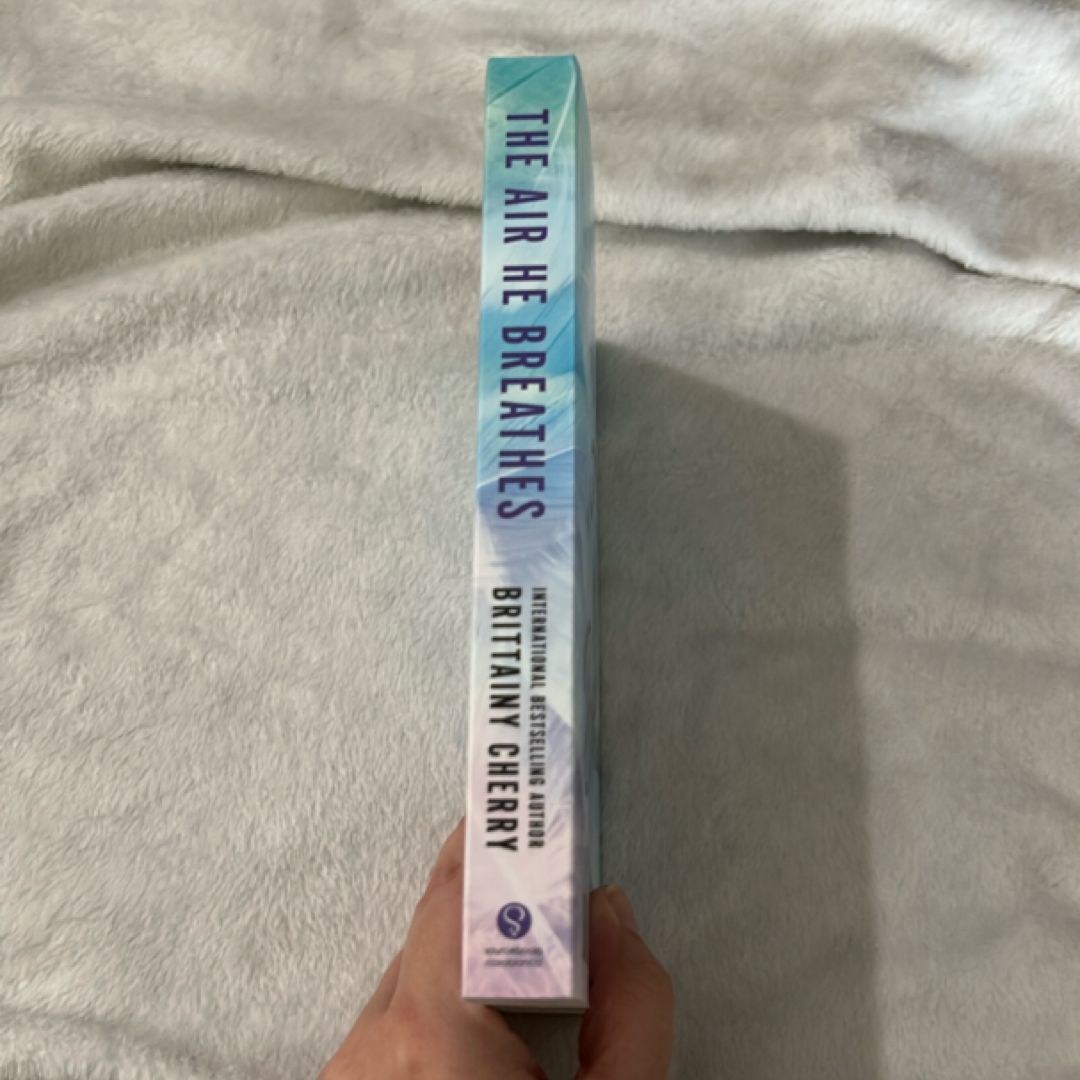 THE AIR HE BREATHES
INTERNATIONAL BESTSELLING AUTHOR
BRITTAINY CHERRY